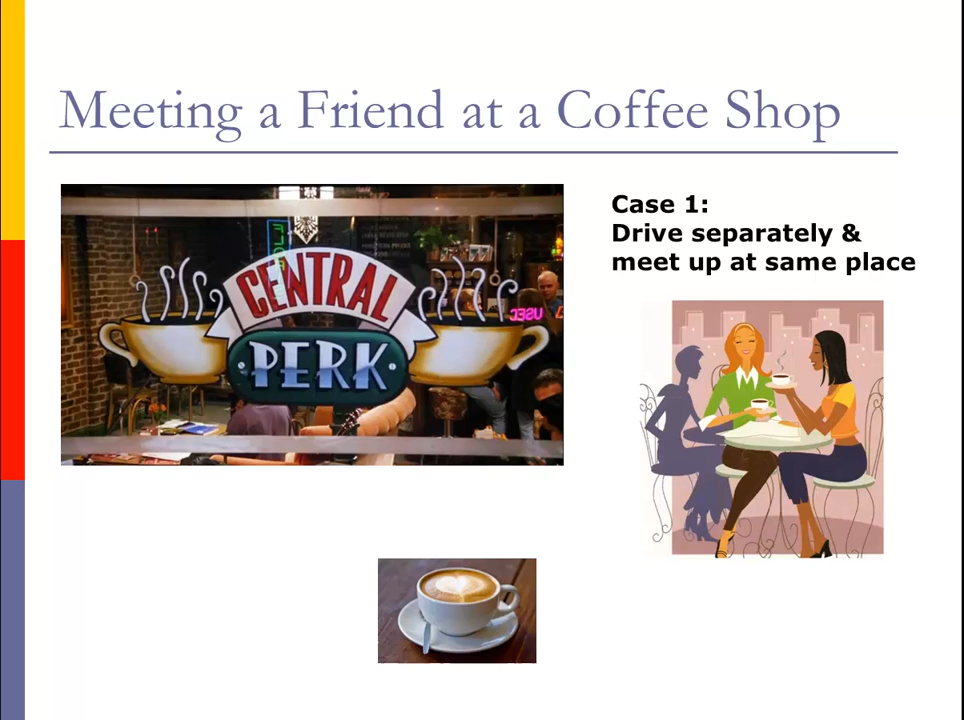 Meeting a Friend at a Coffee Shop
CENTRAL
PERK
Case 1:
Drive separately &
meet up at same place